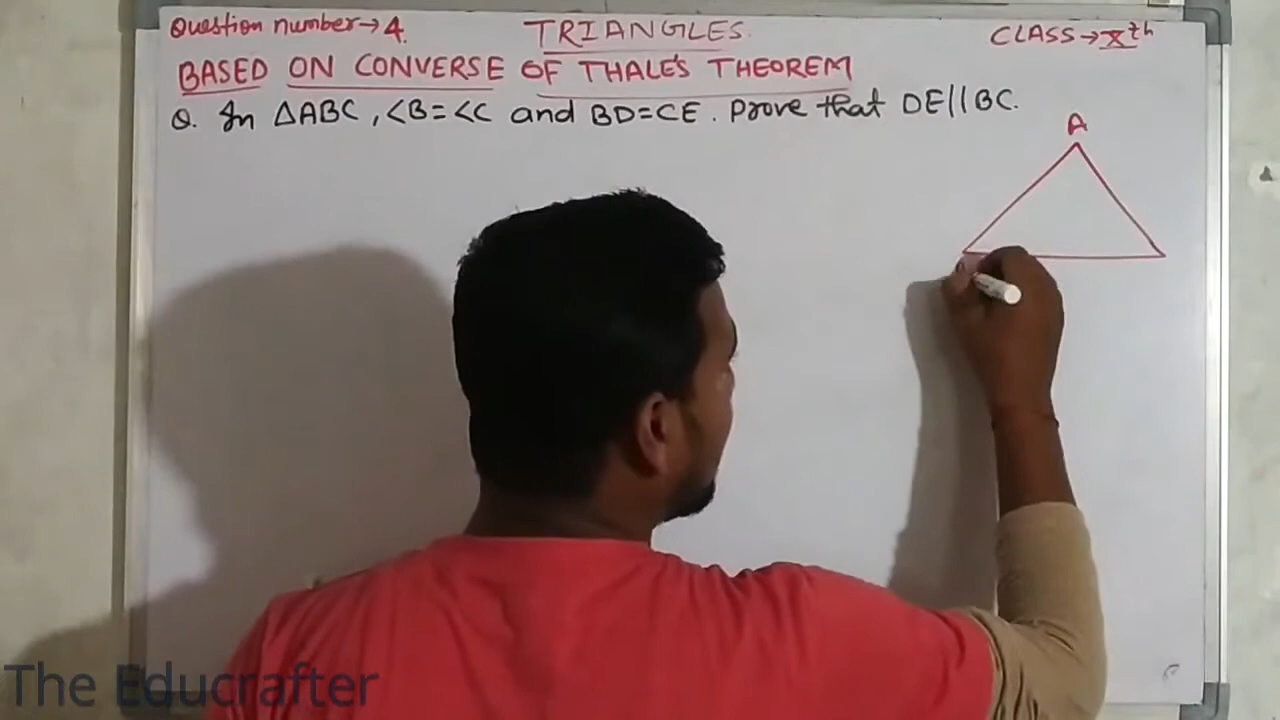 Question number→4. TRIANGLES. CLASS→Xth
BASED ON CONVERSE OF THALE'S THEOREM
Q. In △ABC, <B=<C and BD=CE. Prove that DE||BC.
A
The Educrafter